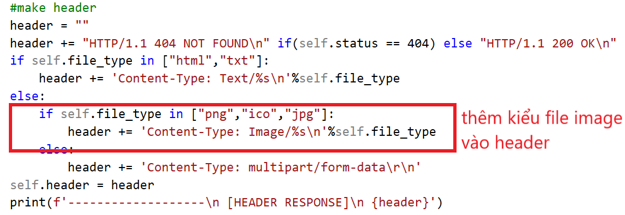 #make header
header = ""
header += "HTTP/1.1 404 NOT FOUND\n" if(self.status == 404) else "HTTP/1.1 200 OK\n"
if self.file_type in ["html","txt"]:
    header += 'Content-Type: Text/%s\n'%self.file_type
else:
    if self.file_type in ["png","ico","jpg"]:
        header += 'Content-Type: Image/%s\n'%self.file_type
    else:
        header += 'Content-Type: multipart/form-data\r\n'
self.header = header
print(f'-------------------\n [HEADER RESPONSE]\n {header}')
thêm kiểu file image
vào header